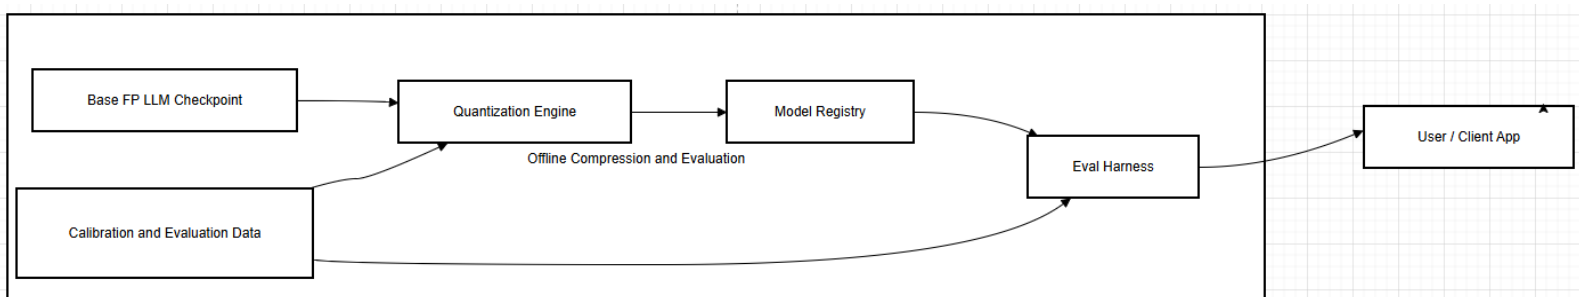 Base FP LLM Checkpoint
Quantization Engine
Model Registry
User / Client App
Offline Compression and Evaluation
Eval Harness
Calibration and Evaluation Data